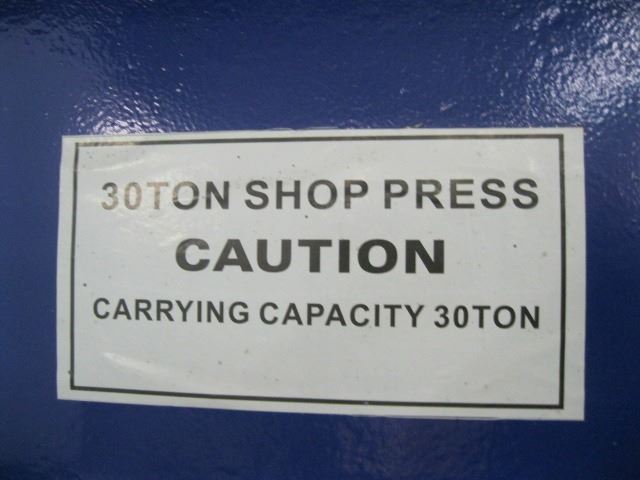 30TON SHOP PRESS
CAUTION
CARRYING CAPACITY 30TON